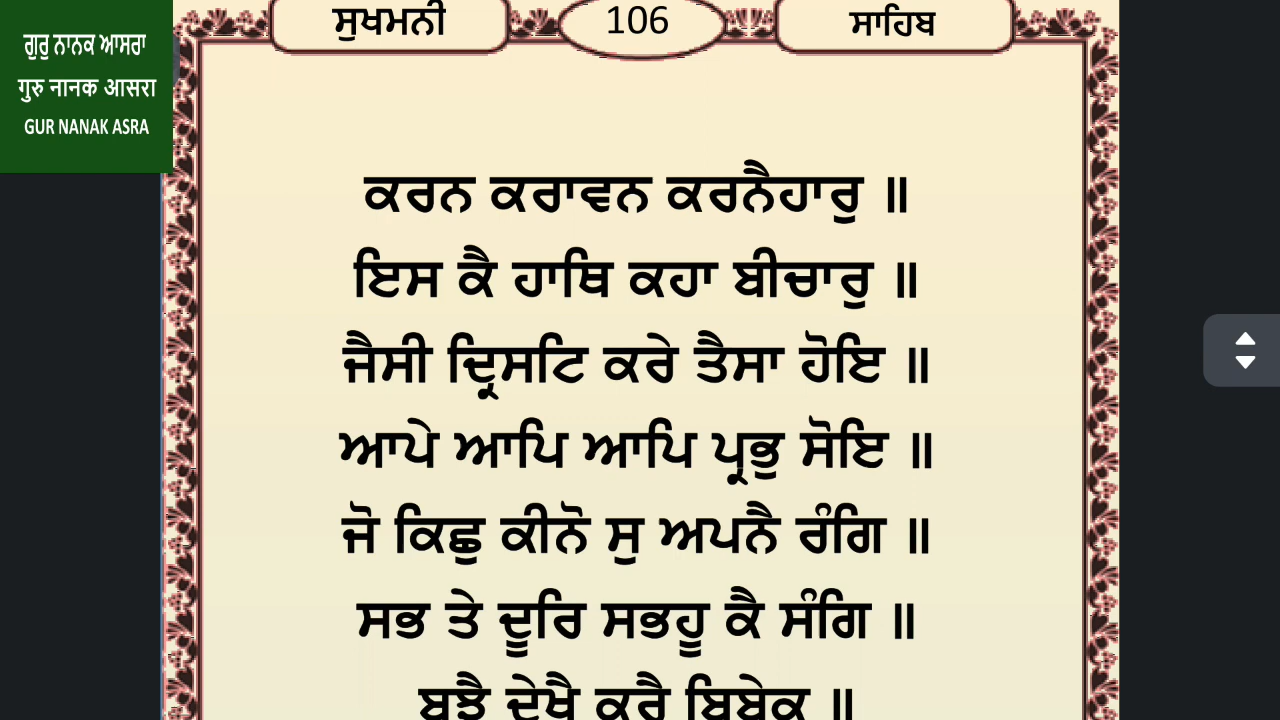 ਗੁਰੁ ਨਾਨਕ ਆਸਰਾ
गुरु नानक आसरा
GUR NANAK ASRA
ਸੁਖਮਨੀ
106
ਸਾਹਿਬ
ਕਰਨ ਕਰਾਵਨ ਕਰਨੈਹਾਰੁ ॥
ਇਸ ਕੈ ਹਾਥਿ ਕਹਾ ਬੀਚਾਰੁ ॥
ਜੈਸੀ ਦ੍ਰਿਸਟਿ ਕਰੇ ਤੈਸਾ ਹੋਇ ॥
ਆਪੇ ਆਪਿ ਆਪਿ ਪ੍ਰਭੁ ਸੋਇ ॥
ਜੋ ਕਿਛੁ ਕੀਨੋ ਸੁ ਅਪਨੈ ਰੰਗਿ ॥
ਸਭ ਤੇ ਦੂਰਿ ਸਭਹੂ ਕੈ ਸੰਗਿ ॥
ਬੂਝੈ ਦੇਖੈ ਕਰੈ ਬਿਬੇਕ ॥